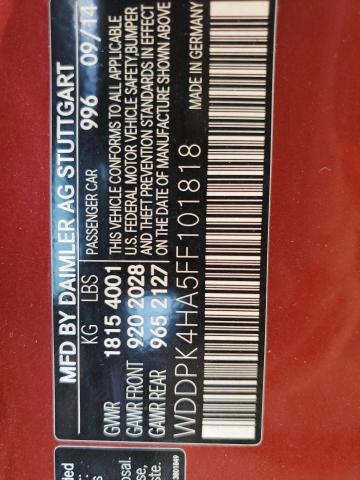 MFD BY DAIMLER AG STUTTGART
KG LBS PASSENGER CAR 996 09/14
GWR 1815 4001
GAWR FRONT 920 2028
GAWR REAR 965 2127
THIS VEHICLE CONFORMS TO ALL APPLICABLE
U.S. FEDERAL MOTOR VEHICLE SAFETY, BUMPER
AND THEFT PREVENTION STANDARDS IN EFFECT
ON THE DATE OF MANUFACTURE SHOWN ABOVE
WDDPK4HA5FF101818
MADE IN GERMANY